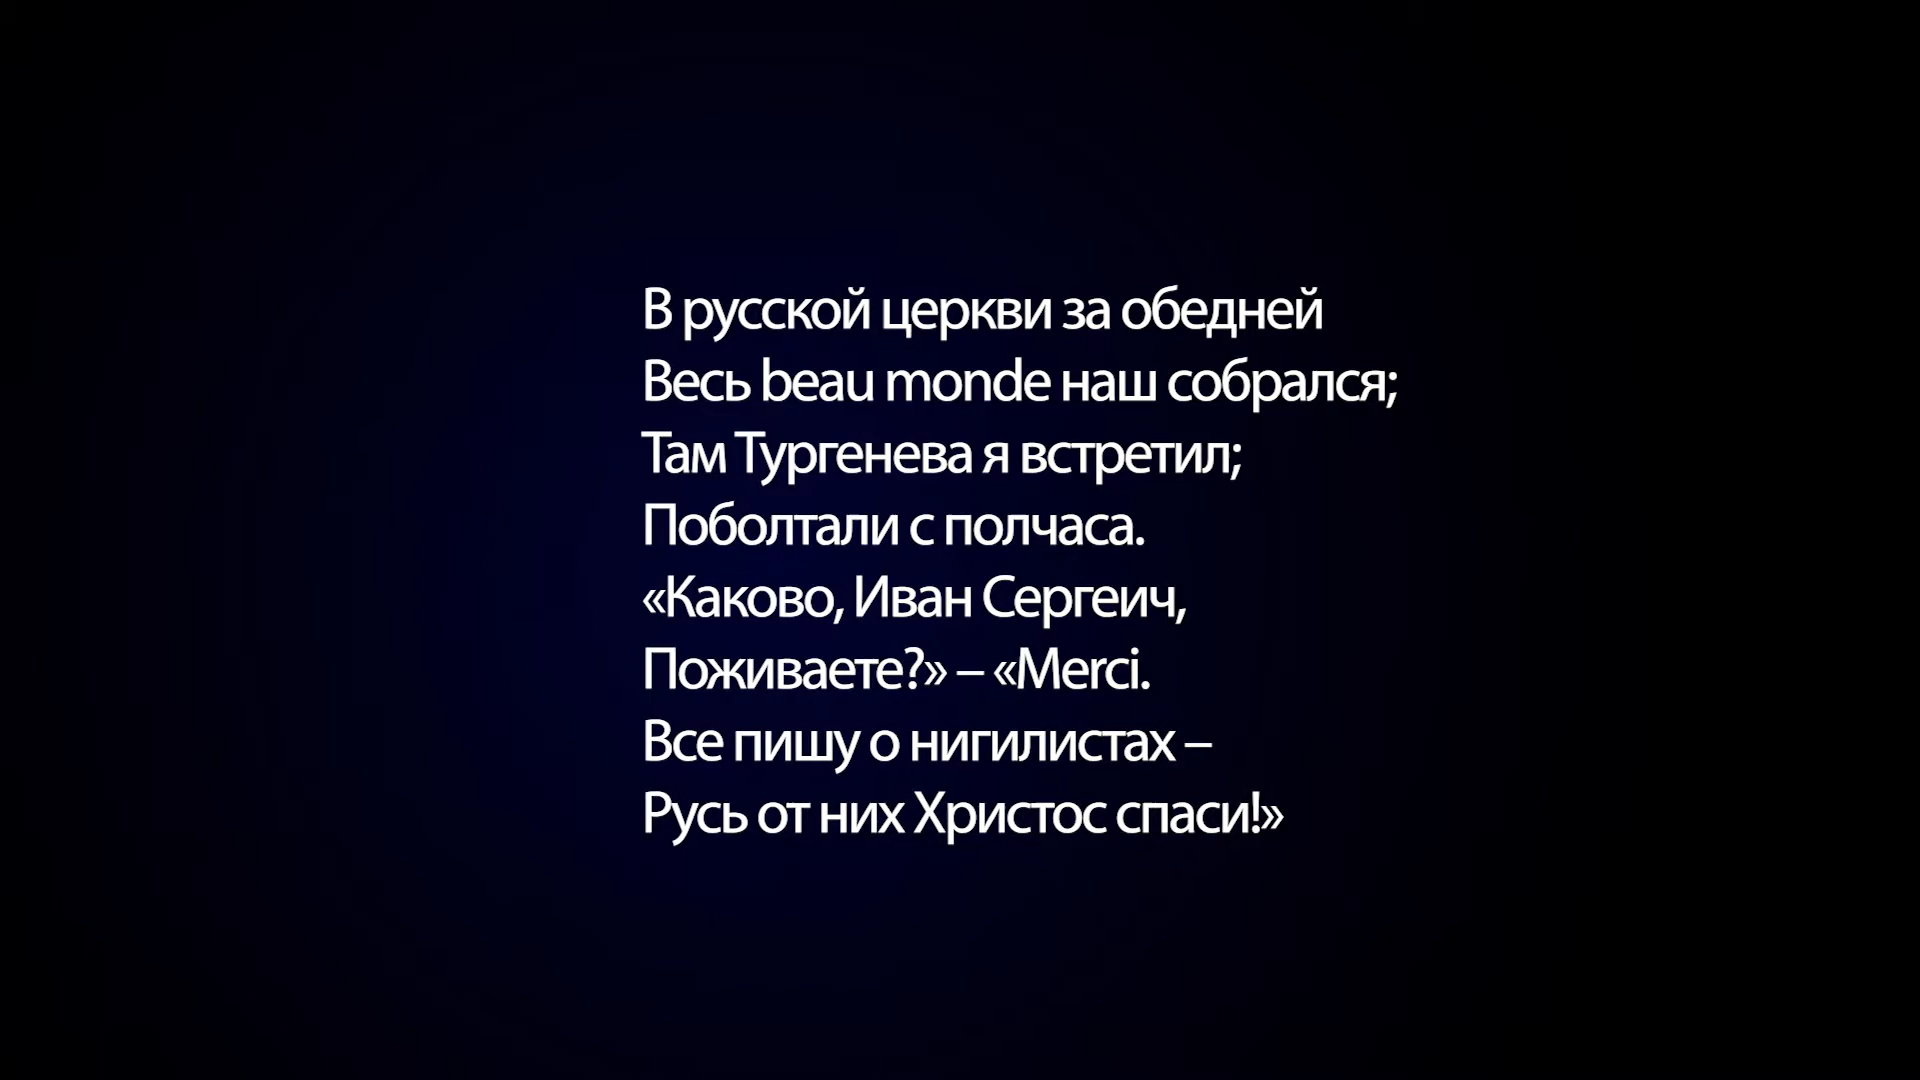 В русской церкви за обедней
Весь beau monde наш собрался;
Там Тургенева я встретил;
Поболтали с полчаса.
«Каково, Иван Сергеич,
Поживаете?» – «Merci.
Все пишу о нигилистах –
Русь от них Христос спаси!»